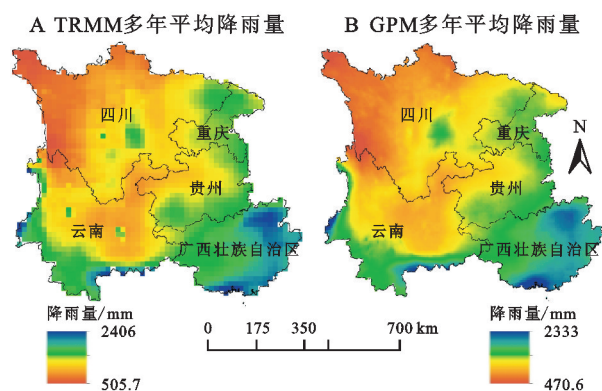 A TRMM多年平均降雨量
B GPM多年平均降雨量
四川
重庆
贵州
云南
广西壮族自治区
四川
重庆
贵州
云南
广西壮族自治区
N
降雨量/mm
2406
505.7
0 175 350 700 km
降雨量/mm
2333
470.6